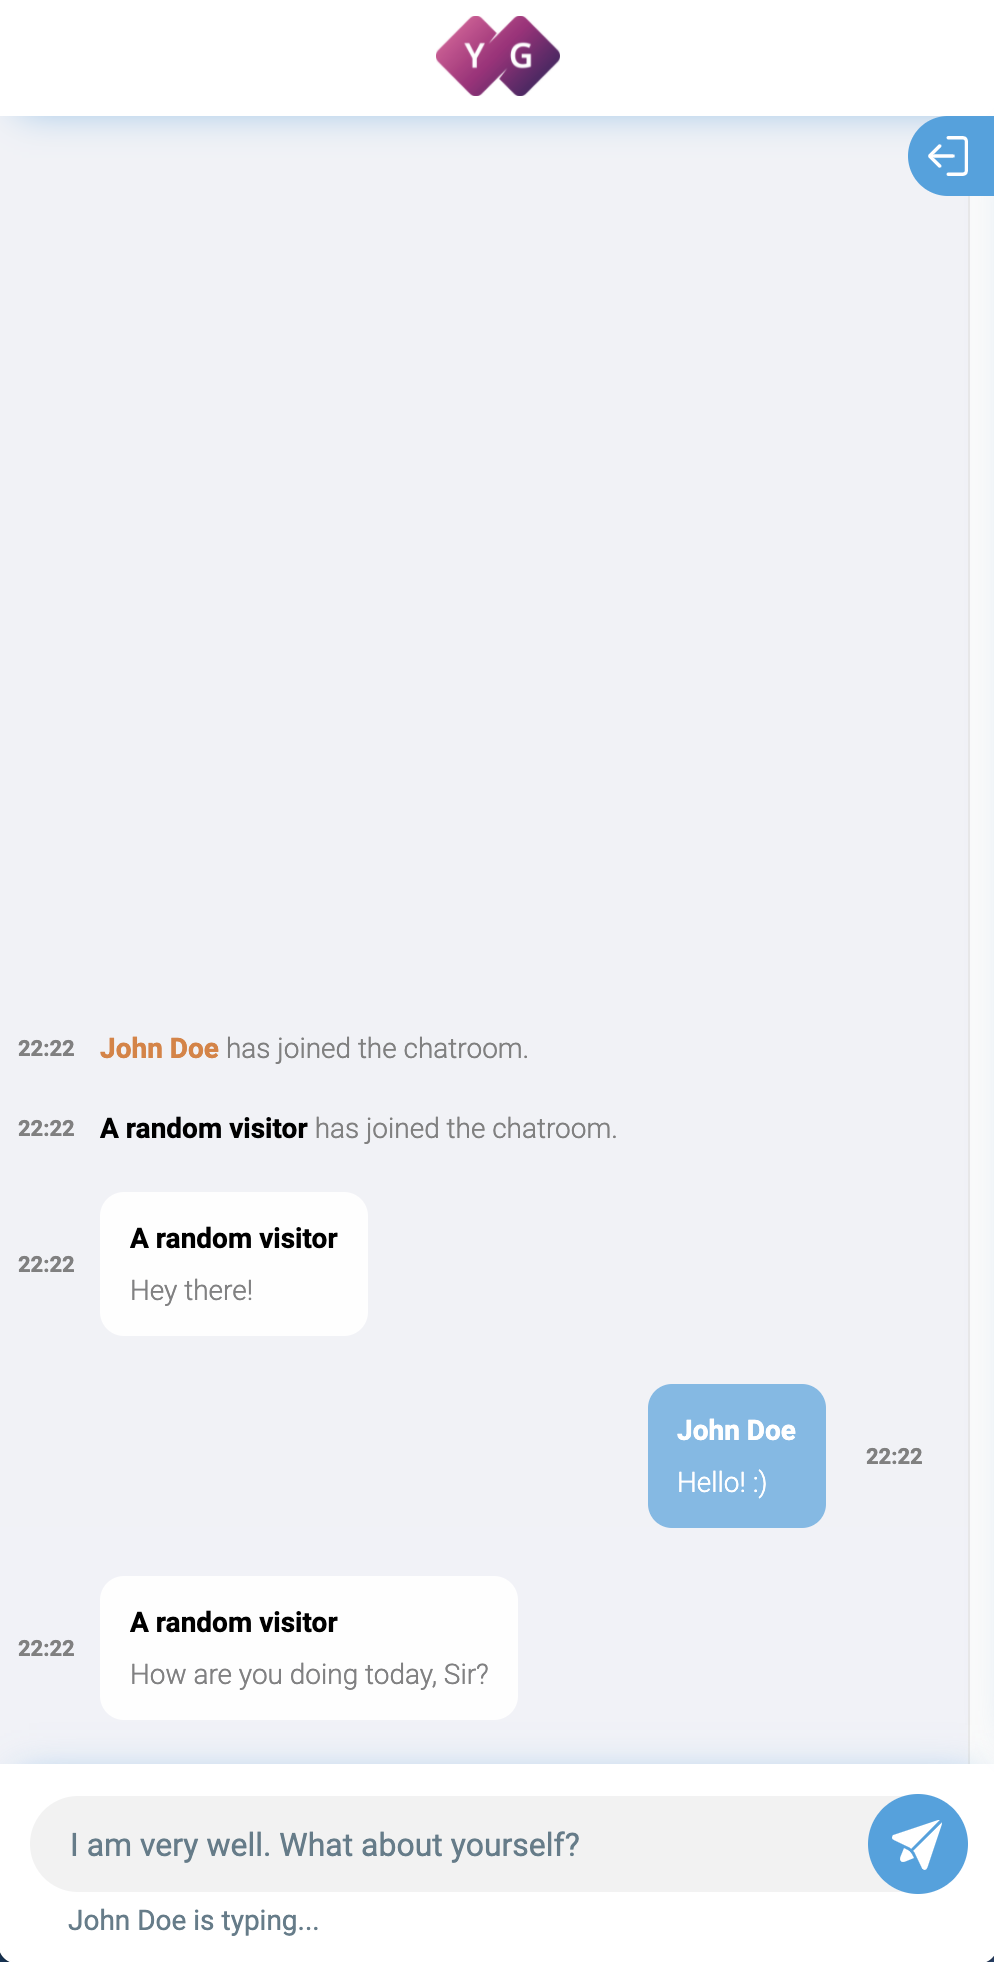 Y G
22:22 John Doe has joined the chatroom.
22:22 A random visitor has joined the chatroom.
A random visitor
22:22
Hey there!
John Doe
22:22
Hello! :)
A random visitor
22:22
How are you doing today, Sir?
I am very well. What about yourself?
John Doe is typing...